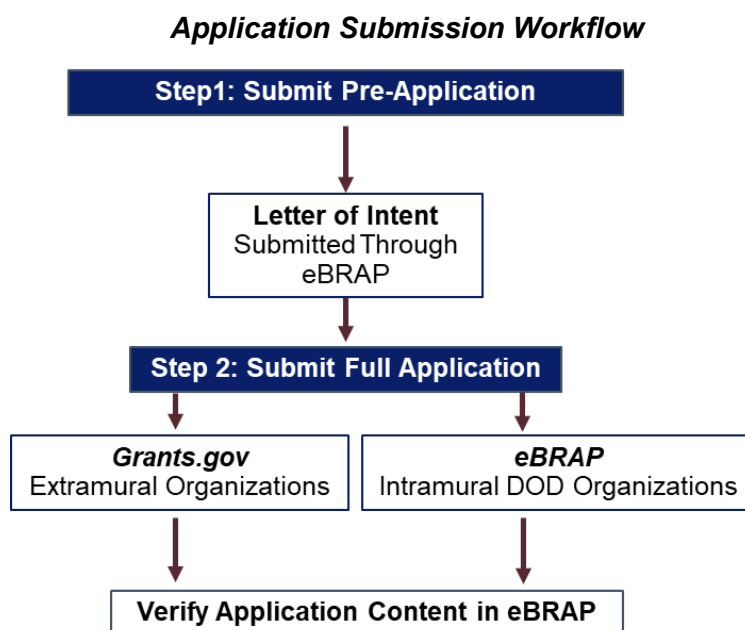 Application Submission Workflow
Step1: Submit Pre-Application
Letter of Intent
Submitted Through
eBRAP
Step 2: Submit Full Application
Grants.gov
Extramural Organizations
eBRAP
Intramural DOD Organizations
Verify Application Content in eBRAP